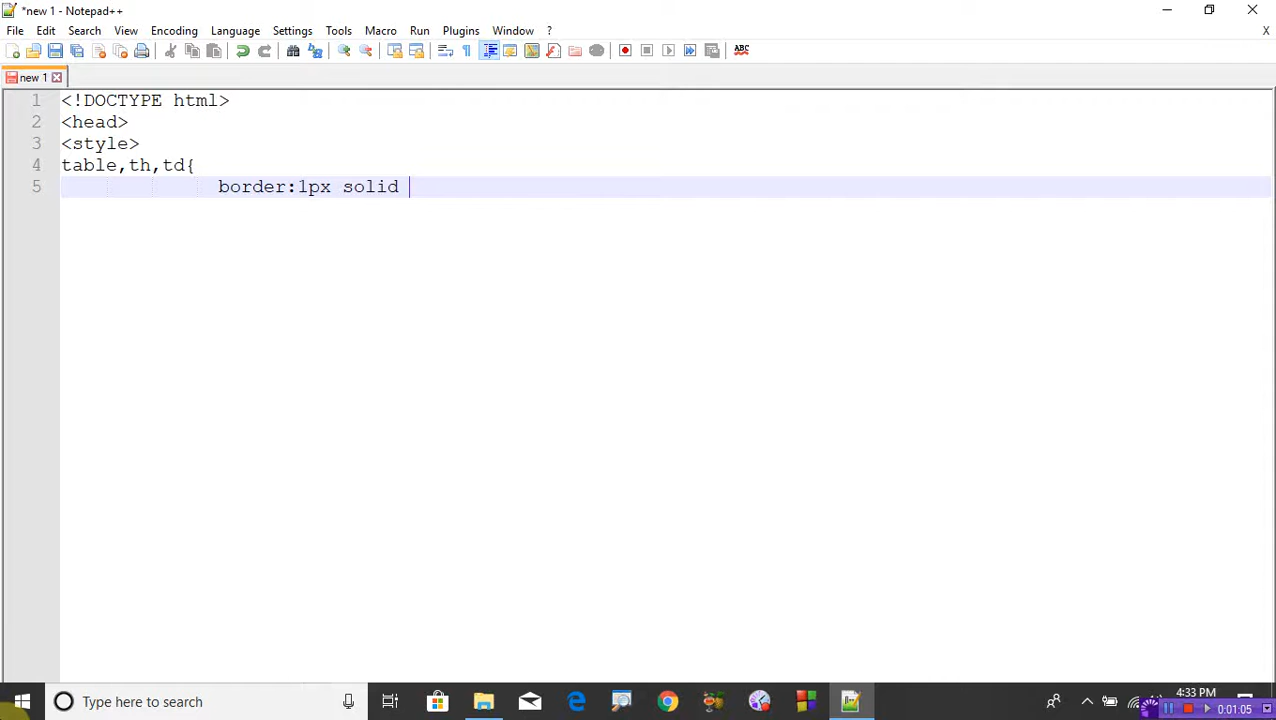 *new 1 - Notepad++
File Edit Search View Encoding Language Settings Tools Macro Run Plugins Window ? X
ABC
new 1
1 <!DOCTYPE html>
2 <head>
3 <style>
4 table,th,td{
5 border:1px solid
Type here to search
4:33 PM
0:01:05